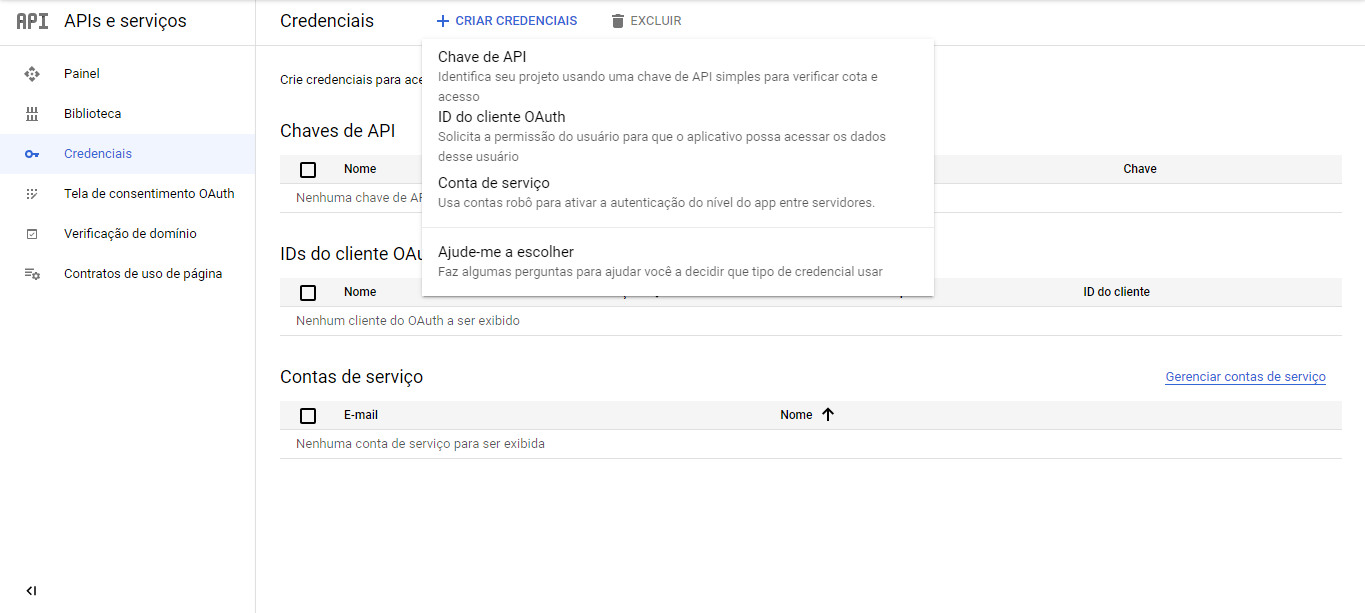 API APIs e serviços
Painel
Biblioteca
Credenciais
Tela de consentimento OAuth
Verificação de domínio
Contratos de uso de página
Credenciais
CRIAR CREDENCIAIS
EXCLUIR
Chave de API
Identifica seu projeto usando uma chave de API simples para verificar cota e
acesso
ID do cliente OAuth
Solicita a permissão do usuário para que o aplicativo possa acessar os dados
desse usuário
Conta de serviço
Usa contas robô para ativar a autenticação do nível do app entre servidores.
Ajude-me a escolher
Faz algumas perguntas para ajudar você a decidir que tipo de credencial usar
Crie credenciais para ace
Chaves de API
Nome Chave
Nenhuma chave de AP
IDs do cliente OAu
Nome ID do cliente
Nenhum cliente do OAuth a ser exibido
Contas de serviço Gerenciar contas de serviço
E-mail Nome
Nenhuma conta de serviço para ser exibida